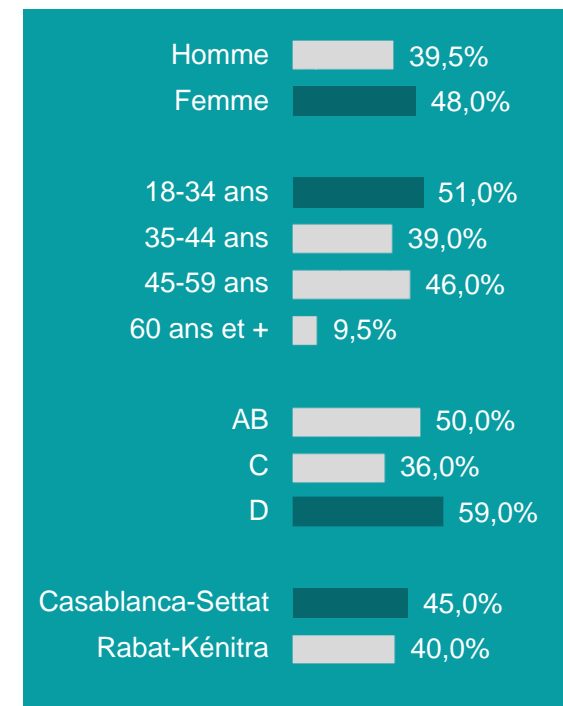 Homme 39,5%
Femme 48,0%
18-34 ans 51,0%
35-44 ans 39,0%
45-59 ans 46,0%
60 ans et + 9,5%
AB 50,0%
C 36,0%
D 59,0%
Casablanca-Settat 45,0%
Rabat-Kénitra 40,0%